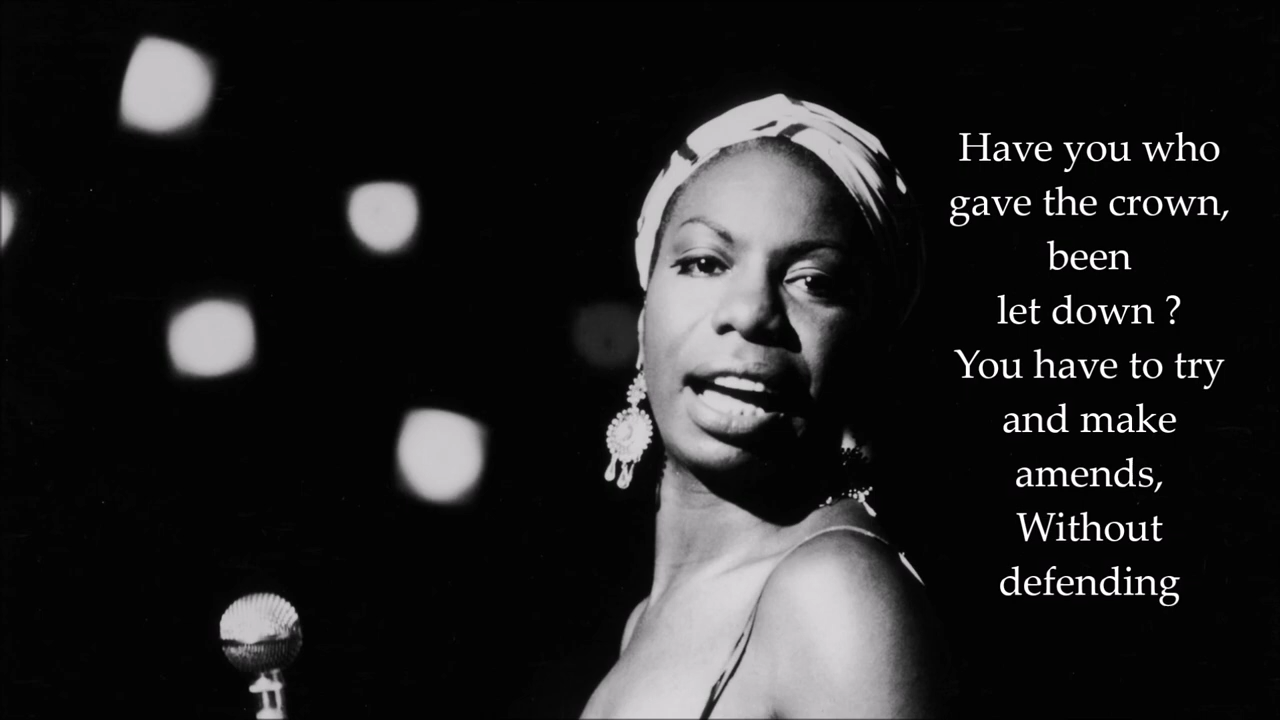 Have you who
gave the crown,
been
let down ?
You have to try
and make
amends,
Without
defending